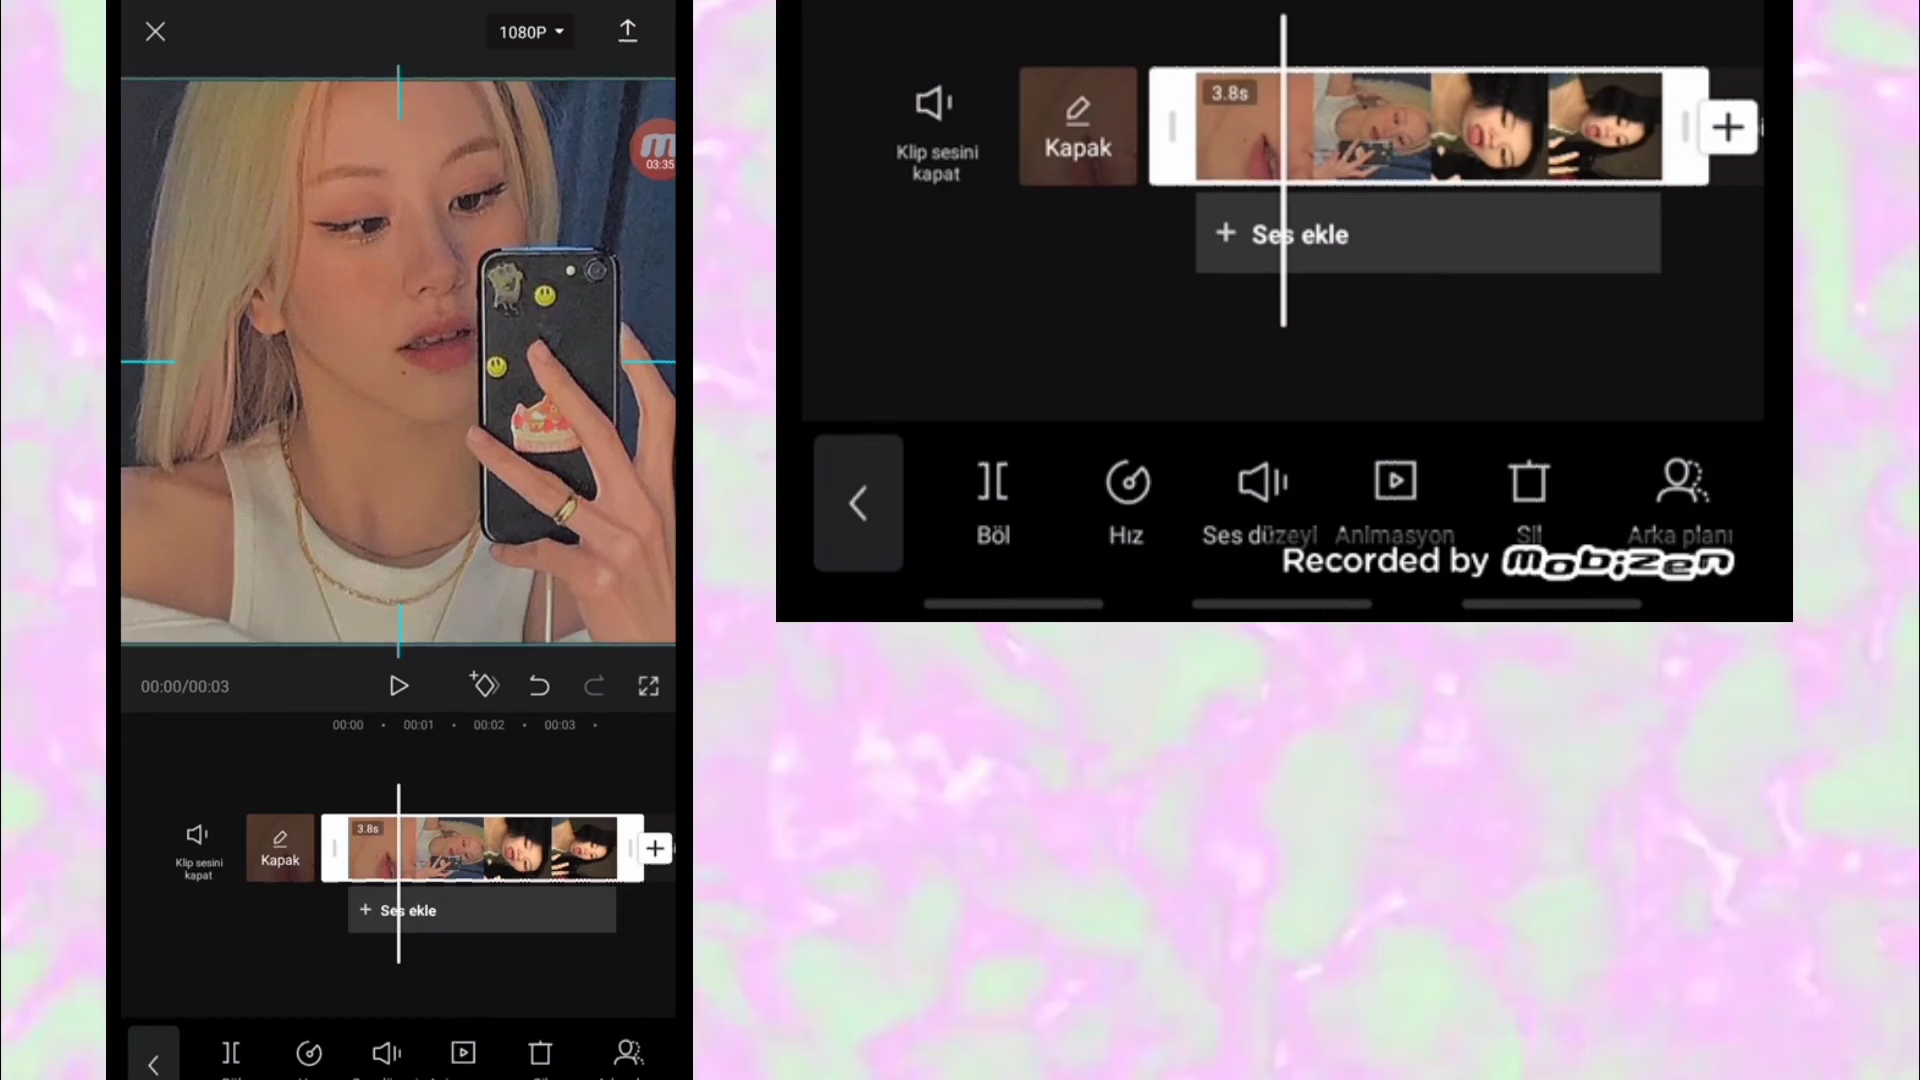 1080P
03:35
00:00/00:03
00:00 00:01 00:02 00:03
Klip sesini
kapat
Kapak
3.8s
+ Ses ekle
Klip sesini
kapat
Kapak
3.8s
+ Ses ekle
Böl
Hız
Ses düzeyi
Animasyon
Sil
Arka planı
Recorded by mobizen